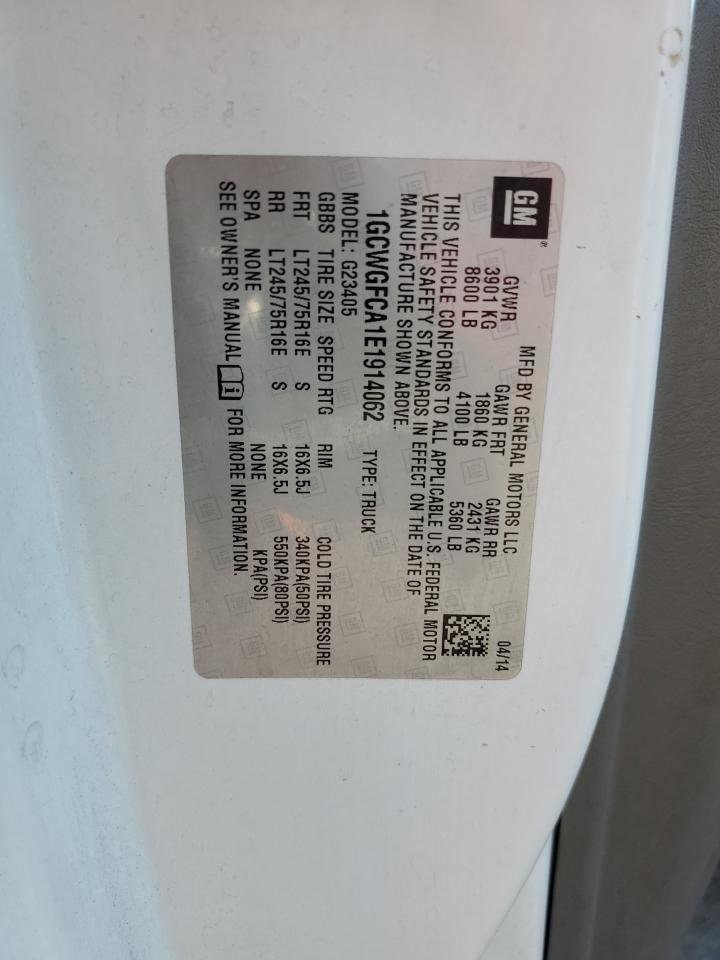 GM®
MFD BY GENERAL MOTORS LLC 04/14
GVWR GAWR FRT GAWR RR
3901 KG 1860 KG 2431 KG
8600 LB 4100 LB 5360 LB
THIS VEHICLE CONFORMS TO ALL APPLICABLE U.S. FEDERAL MOTOR
VEHICLE SAFETY STANDARDS IN EFFECT ON THE DATE OF
MANUFACTURE SHOWN ABOVE.
1GCWGFCA1E1914062 TYPE: TRUCK
MODEL: G23405
GBBS TIRE SIZE SPEED RTG RIM COLD TIRE PRESSURE
FRT LT245/75R16E S 16X6.5J 340KPA(50PSI)
RR LT245/75R16E S 16X6.5J 550KPA(80PSI)
SPA NONE NONE KPA(PSI)
SEE OWNER'S MANUAL i FOR MORE INFORMATION.